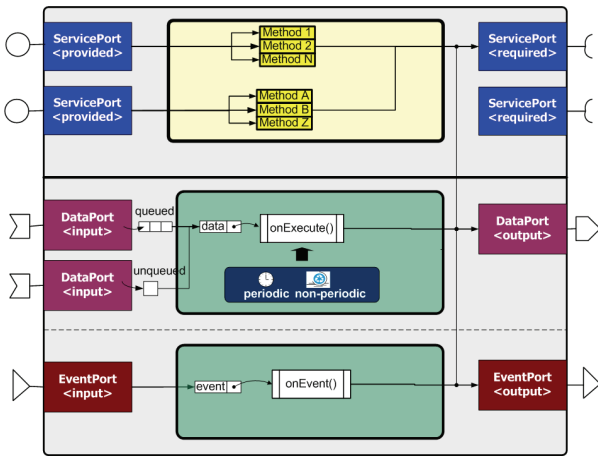 ServicePort
<provided>
Method 1
Method 2
Method N
ServicePort
<required>
ServicePort
<provided>
Method A
Method B
Method Z
ServicePort
<required>
DataPort
<input>
queued
data
onExecute()
DataPort
<output>
DataPort
<input>
unqueued
periodic non-periodic
EventPort
<input>
event
onEvent()
EventPort
<output>